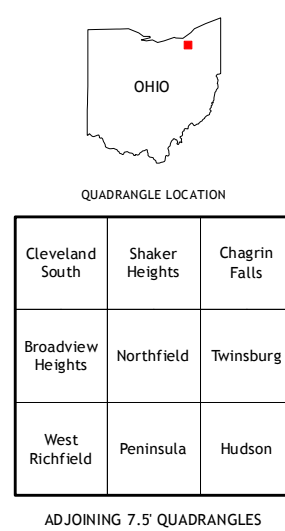 OHIO
QUADRANGLE LOCATION
Cleveland
South
Shaker
Heights
Chagrin
Falls
Broadview
Heights
Northfield
Twinsburg
West
Richfield
Peninsula
Hudson
ADJOINING 7.5' QUADRANGLES